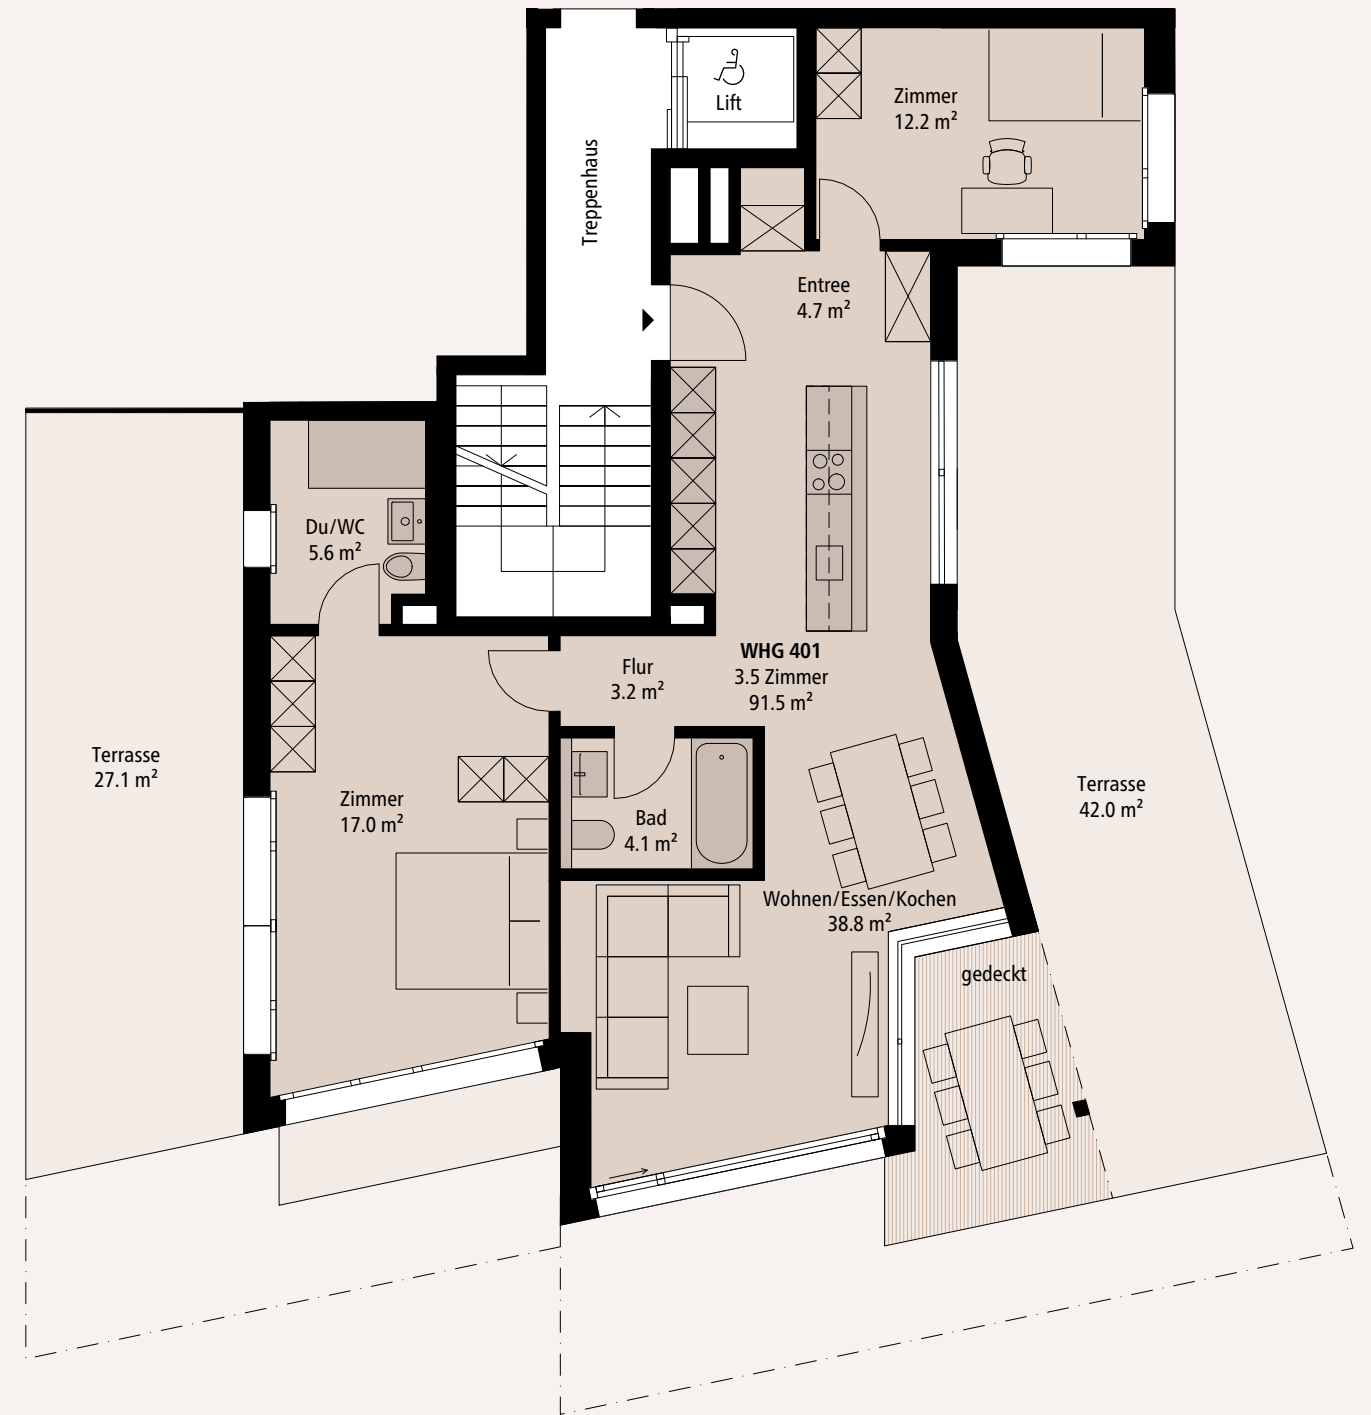 Lift
Zimmer
12.2 m²
Treppenhaus
Entree
4.7 m²
Du/WC
5.6 m²
Flur
3.2 m²
WHG 401
3.5 Zimmer
91.5 m²
Terrasse
27.1 m²
Zimmer
17.0 m²
Bad
4.1 m²
Terrasse
42.0 m²
Wohnen/Essen/Kochen
38.8 m²
gedeckt